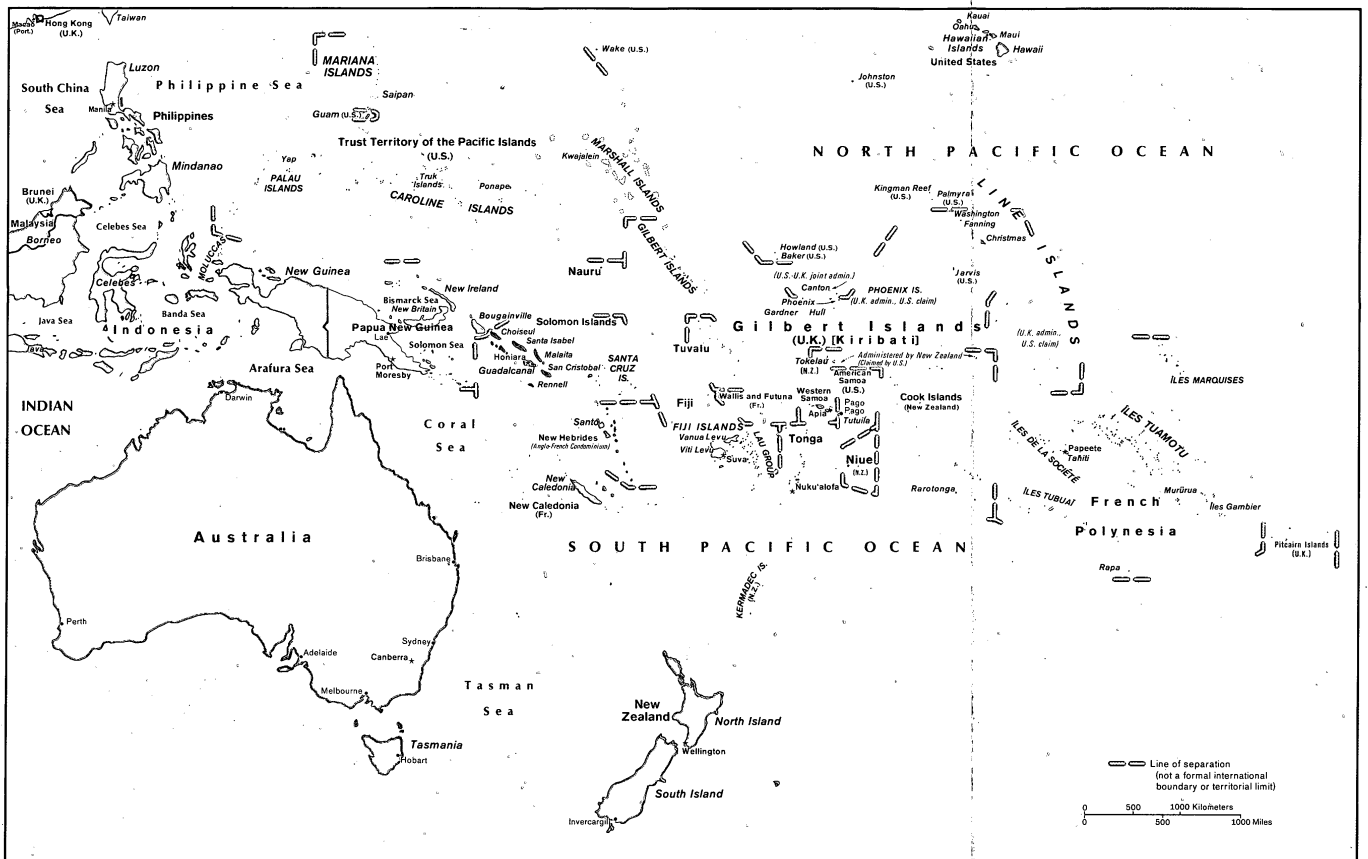 Macao
(Port.)
Hong Kong
(U.K.)
Taiwan
Luzon
South China
Sea
Philippine Sea
Manila
Philippines
Mindanao
MARIANA
ISLANDS
Saipan
Guam (U.S.)
Wake (U.S.)
Kauai
Oahu
Maui
Hawaiian
Islands
Hawaii
United States
Johnston
(U.S.)
Trust Territory of the Pacific Islands
(U.S.)
Yap
PALAU
ISLANDS
Truk
Islands
Ponape
CAROLINE ISLANDS
Kwajalein
MARSHALL ISLANDS
NORTH PACIFIC OCEAN
Brunei
(U.K.)
Malaysia
Borneo
Celebes Sea
MOLUCCAS
Celebes
Java Sea
Banda Sea
Indonesia
Java
New Guinea
Bismarck Sea
New Ireland
New Britain
Papua New Guinea
Lae
Solomon Sea
Port
Moresby
Arafura Sea
Bougainville
Choiseul
Solomon Islands
Santa Isabel
Malaita
Honiara
San Cristobal
Guadalcanal
Rennell
SANTA
CRUZ
IS.
Nauru
GILBERT ISLANDS
Tuvalu
Kingman Reef
(U.S.)
Palmyra
(U.S.)
Washington
Fanning
Christmas
LINE ISLANDS
Howland (U.S.)
Baker (U.S.)
(U.S.-U.K. joint admin.)
Canton
PHOENIX IS.
(U.K. admin., U.S. claim)
Phoenix
Gardner
Hull
Jarvis
(U.S.)
Gilbert Islands
(U.K.) [Kiribati]
(U.K. admin.,
U.S. claim)
Tokelau
(N.Z.)
Administered by New Zealand
(Claimed by U.S.)
American
Samoa
(U.S.)
Western
Samoa
Apia
Pago
Pago
Tutuila
Cook Islands
(New Zealand)
ÎLES MARQUISES
INDIAN
OCEAN
Darwin
Coral
Sea
Santo
New Hebrides
(Anglo-French Condominium)
Fiji
Wallis and Futuna
(Fr.)
FIJI ISLANDS
Vanua Levu
Viti Levu
Suva
LAU GROUP
Tonga
Niue
(N.Z.)
Nuku'alofa
Rarotonga
ÎLES DE LA SOCIÉTÉ
Papeete
Tahiti
ÎLES TUAMOTU
ÎLES TUBUAÏ
Murûrua
Îles Gambier
French
Polynesia
Pitcairn Islands
(U.K.)
Rapa
New
Caledonia
New Caledonia
(Fr.)
Australia
Brisbane
SOUTH PACIFIC OCEAN
KERMADEC IS.
(N.Z.)
Perth
Adelaide
Sydney
Canberra
Melbourne
Tasman
Sea
Tasmania
Hobart
New
Zealand
North Island
Wellington
South Island
Invercargill
Line of separation
(not a formal international
boundary or territorial limit)
0 500 1000 Kilometers
0 500 1000 Miles